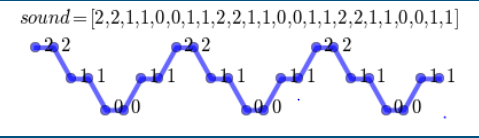 sound=[2,2,1,1,0,0,1,1,2,2,1,1,0,0,1,1,2,2,1,1,0,0,1,1]
2 2 2 2 2 2
1 1 1 1 1 1 1 1 1 1 1 1
0 0 0 0 0 0